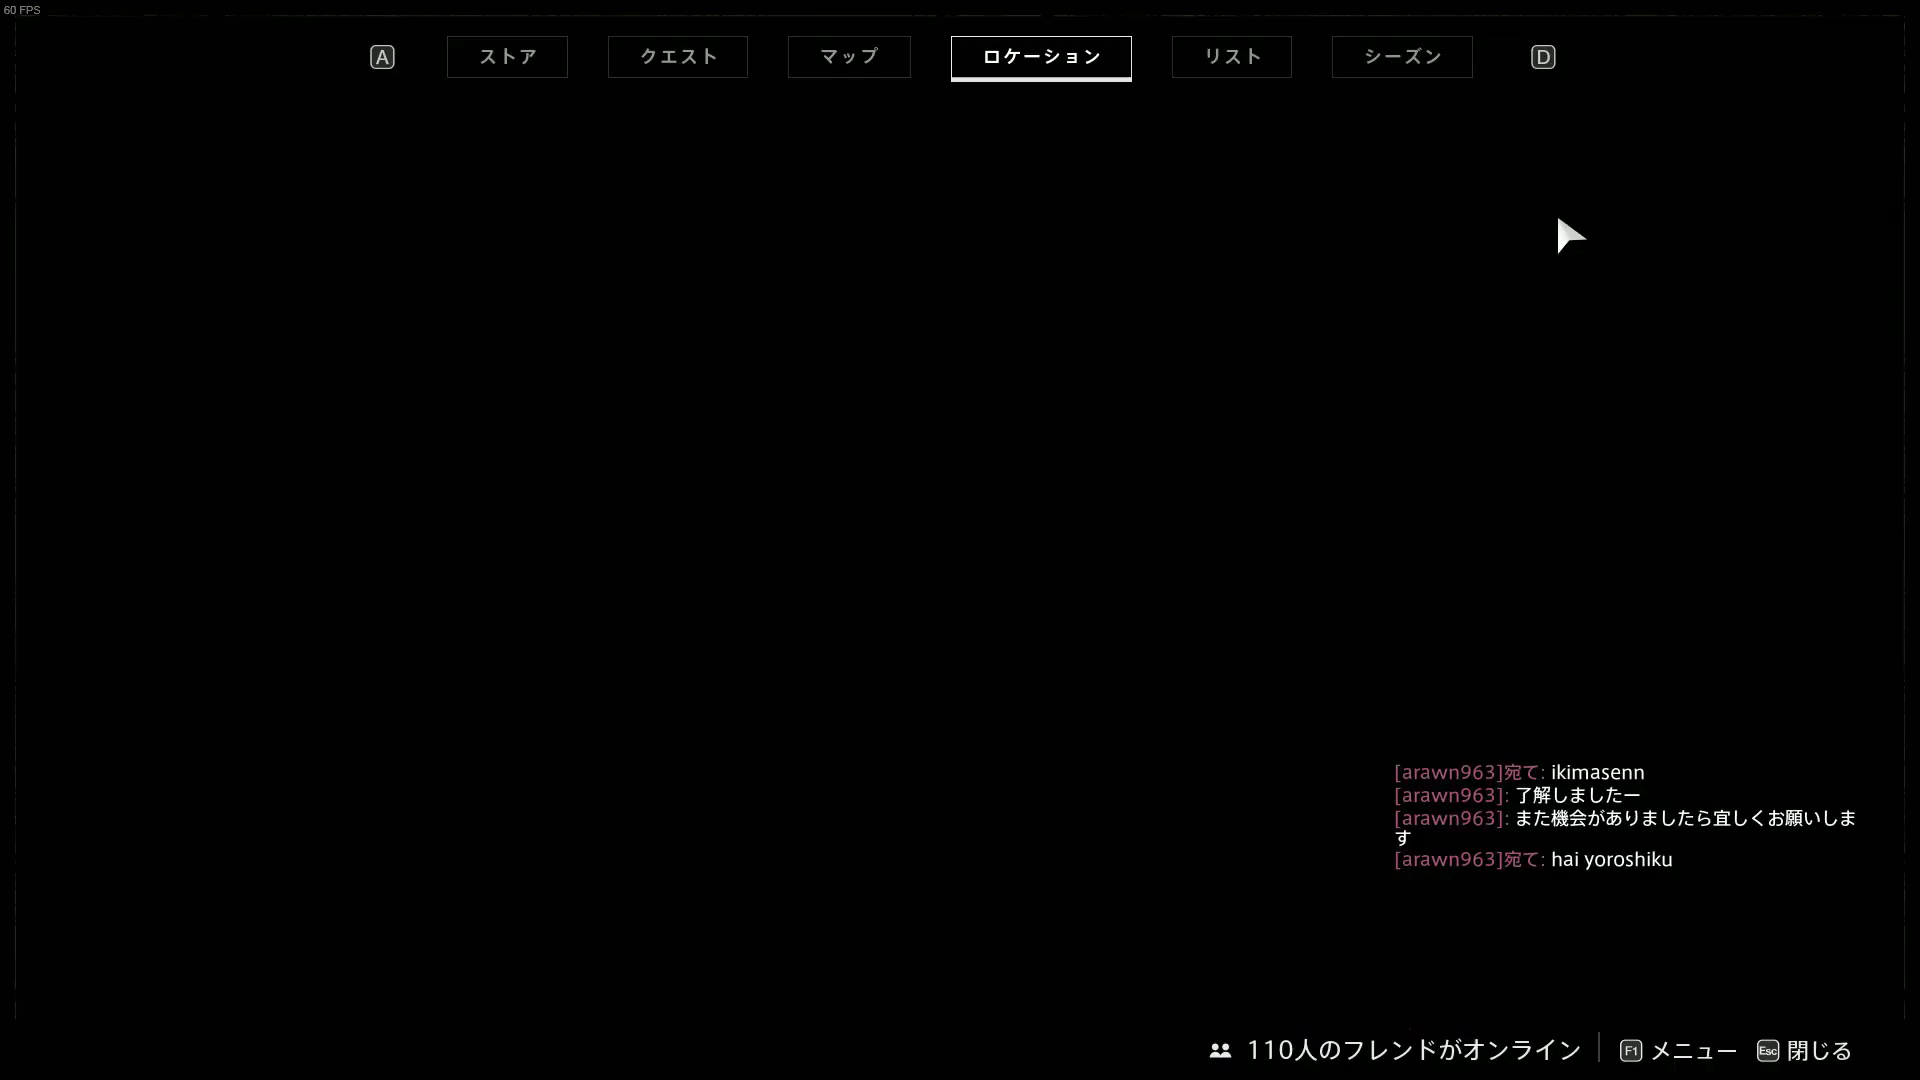 60 FPS
A ストア クエスト マップ ロケーション リスト シーズン D
[arawn963]宛て: ikimasenn
[arawn963]: 了解しましたー
[arawn963]: また機会がありましたら宜しくお願いしま
す
[arawn963]宛て: hai yoroshiku
110人のフレンドがオンライン F1 メニュー Esc 閉じる